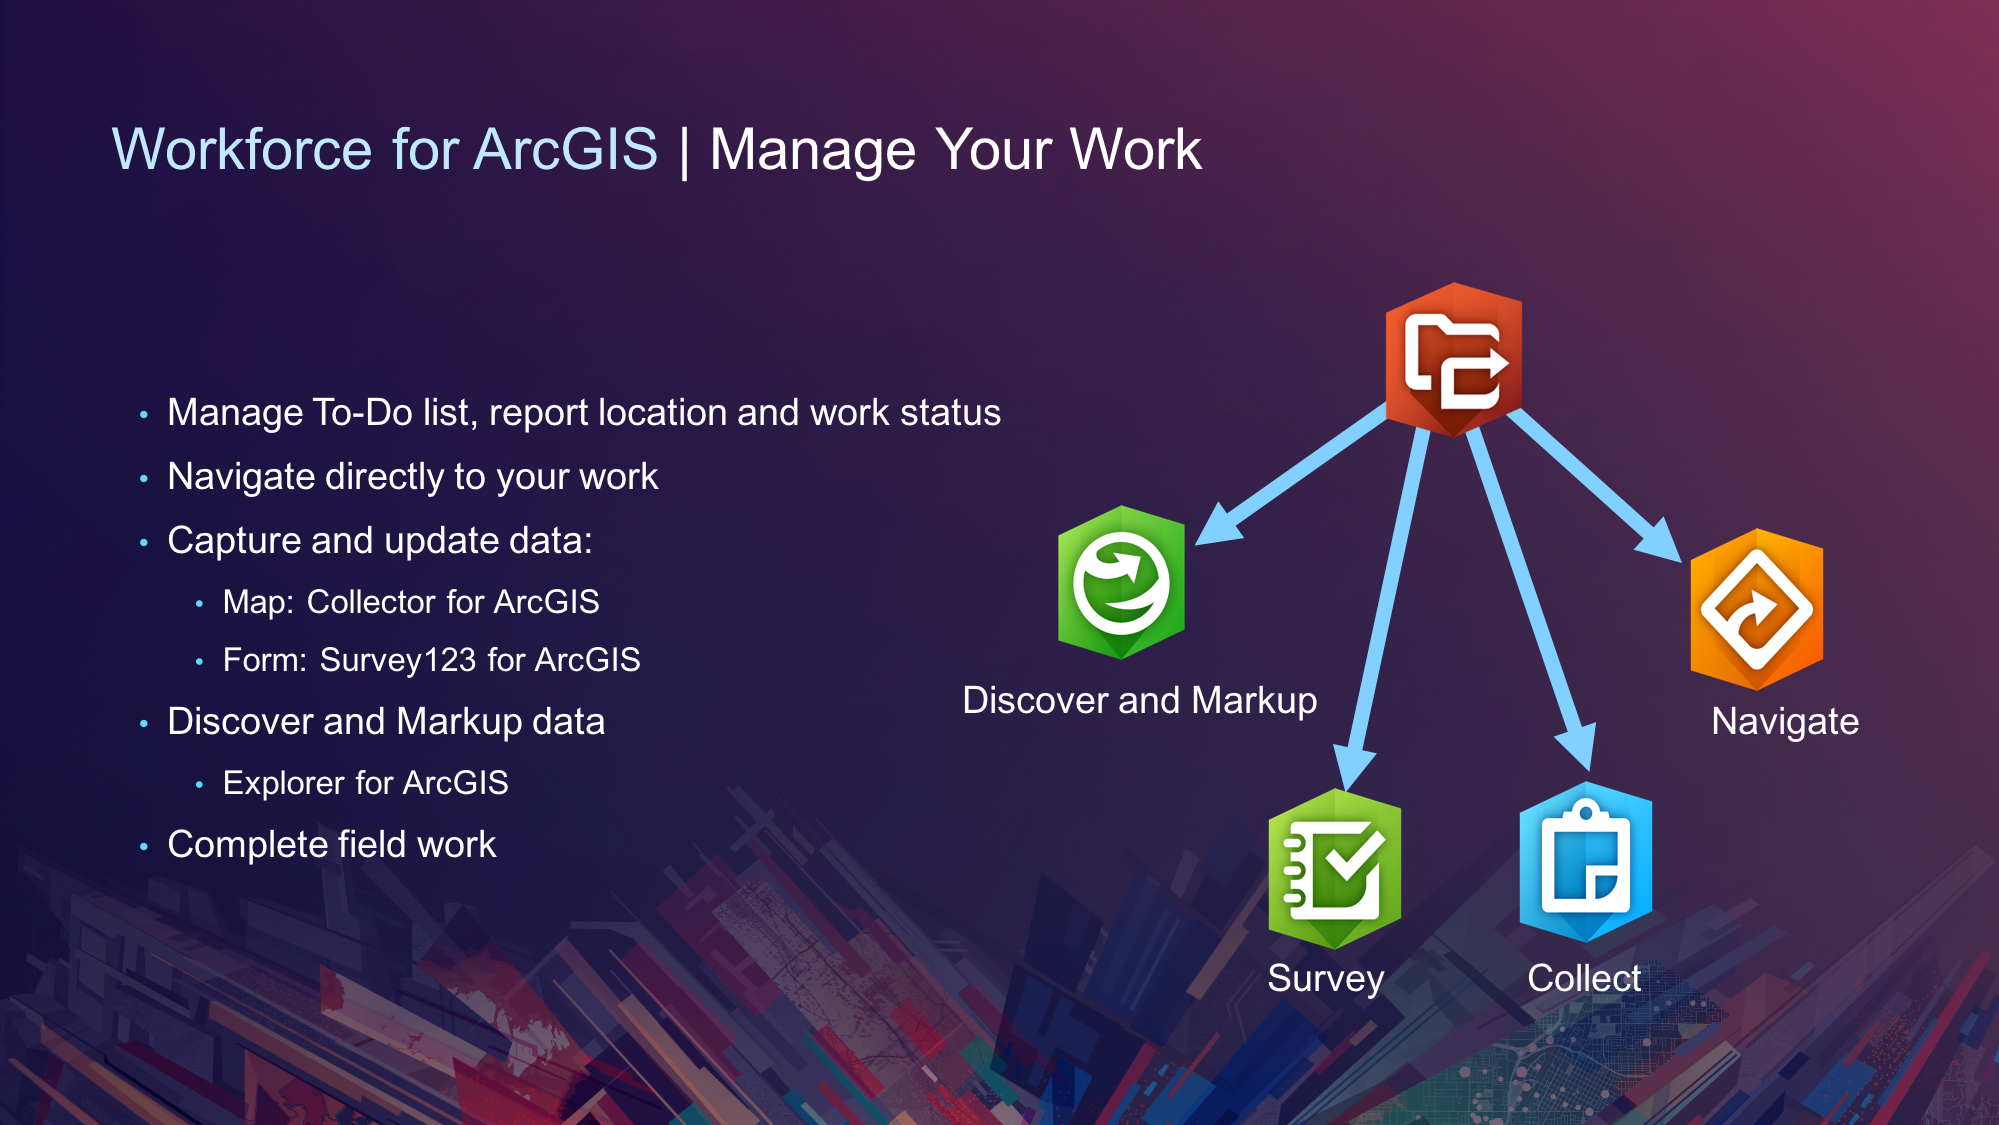 Workforce for ArcGIS | Manage Your Work
• Manage To-Do list, report location and work status
• Navigate directly to your work
• Capture and update data:
• Map: Collector for ArcGIS
• Form: Survey123 for ArcGIS
• Discover and Markup data
• Explorer for ArcGIS
• Complete field work
Discover and Markup
Navigate
Survey
Collect